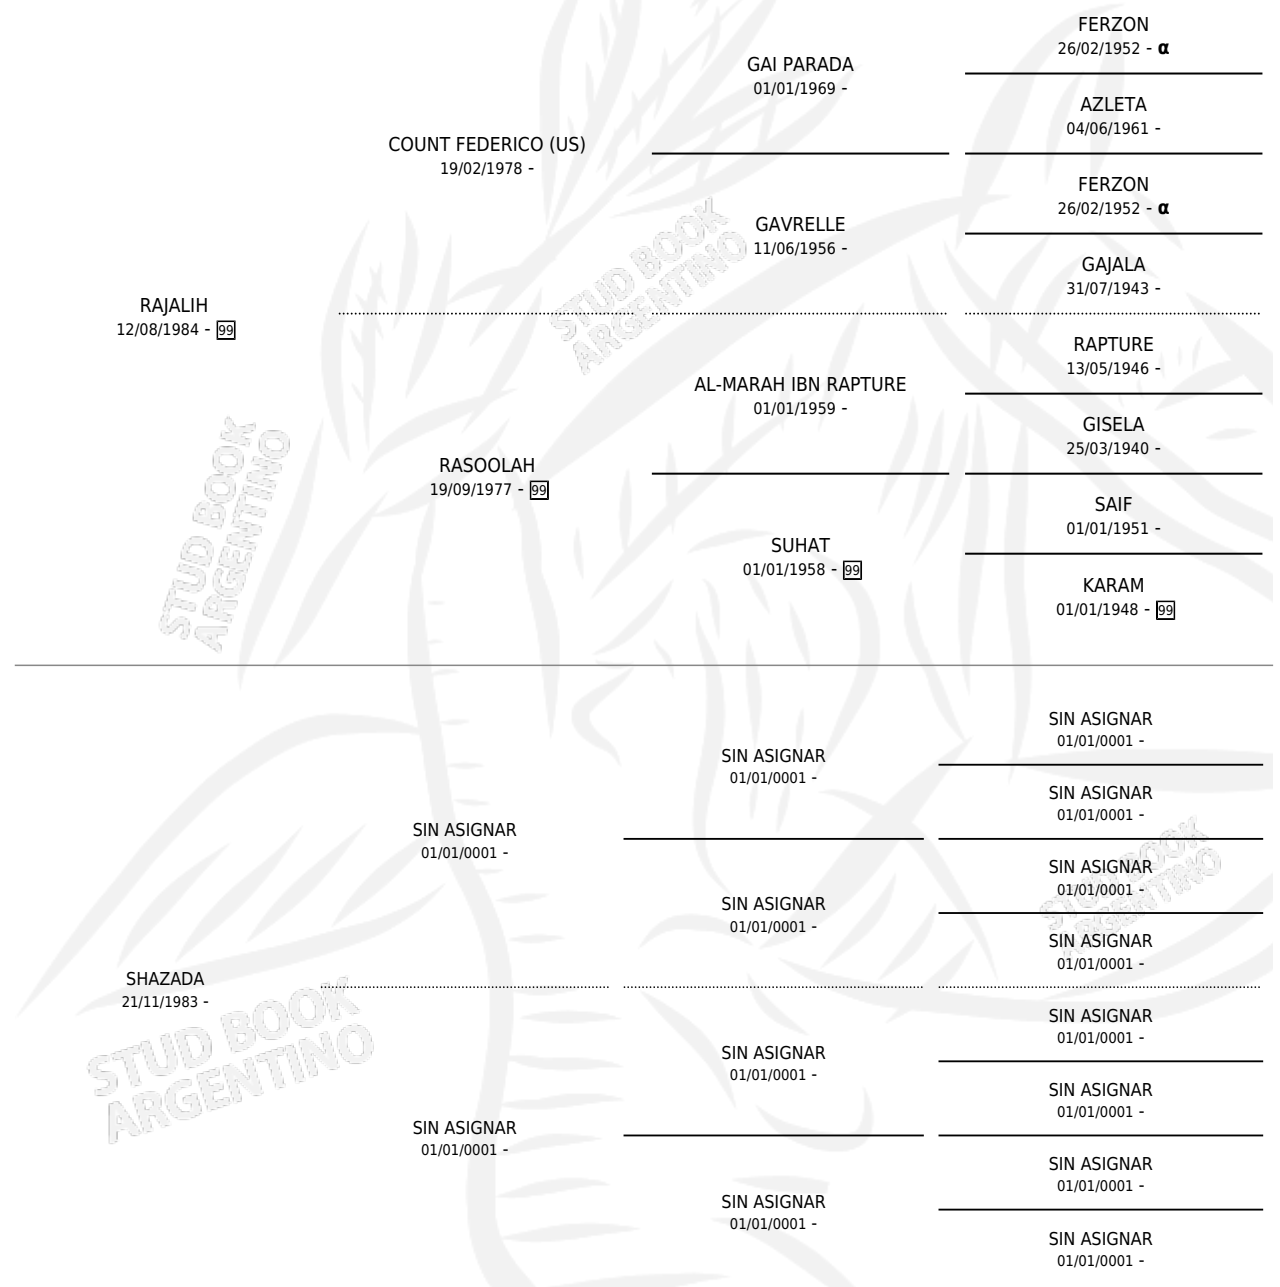 FERZON
26/02/1952 - α
GAI PARADA
01/01/1969 -
AZLETA
04/06/1961 -
COUNT FEDERICO (US)
19/02/1978 -
FERZON
26/02/1952 - α
GAVRELLE
11/06/1956 -
GAJALA
31/07/1943 -
RAJALIH
12/08/1984 - 99
RAPTURE
13/05/1946 -
AL-MARAH IBN RAPTURE
01/01/1959 -
GISELA
25/03/1940 -
RASOOLAH
19/09/1977 - 99
SAIF
01/01/1951 -
SUHAT
01/01/1958 - 99
KARAM
01/01/1948 - 99
STUD BOOK
ARGENTINO
STUD BOOK
ARGENTINO
SIN ASIGNAR
01/01/0001 -
SIN ASIGNAR
01/01/0001 -
SIN ASIGNAR
01/01/0001 -
SIN ASIGNAR
01/01/0001 -
SIN ASIGNAR
01/01/0001 -
SIN ASIGNAR
01/01/0001 -
SIN ASIGNAR
01/01/0001 -
SHAZADA
21/11/1983 -
SIN ASIGNAR
01/01/0001 -
SIN ASIGNAR
01/01/0001 -
SIN ASIGNAR
01/01/0001 -
SIN ASIGNAR
01/01/0001 -
SIN ASIGNAR
01/01/0001 -
SIN ASIGNAR
01/01/0001 -
SIN ASIGNAR
01/01/0001 -
STUD BOOK
ARGENTINO
STUD BOOK
ARGENTINO